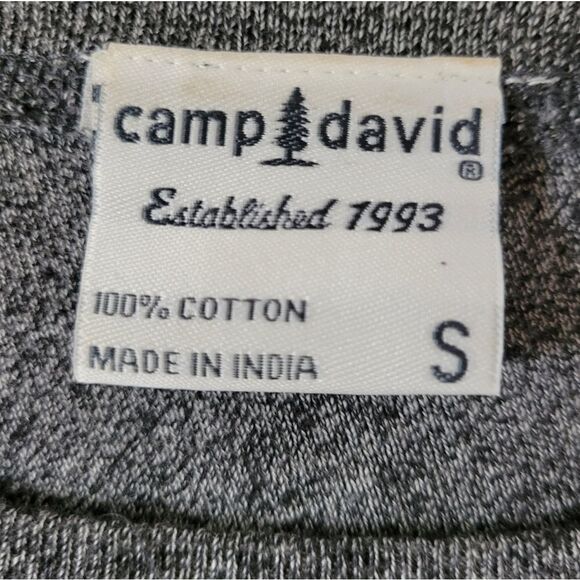 camp david®
Established 1993
100% COTTON
MADE IN INDIA
S